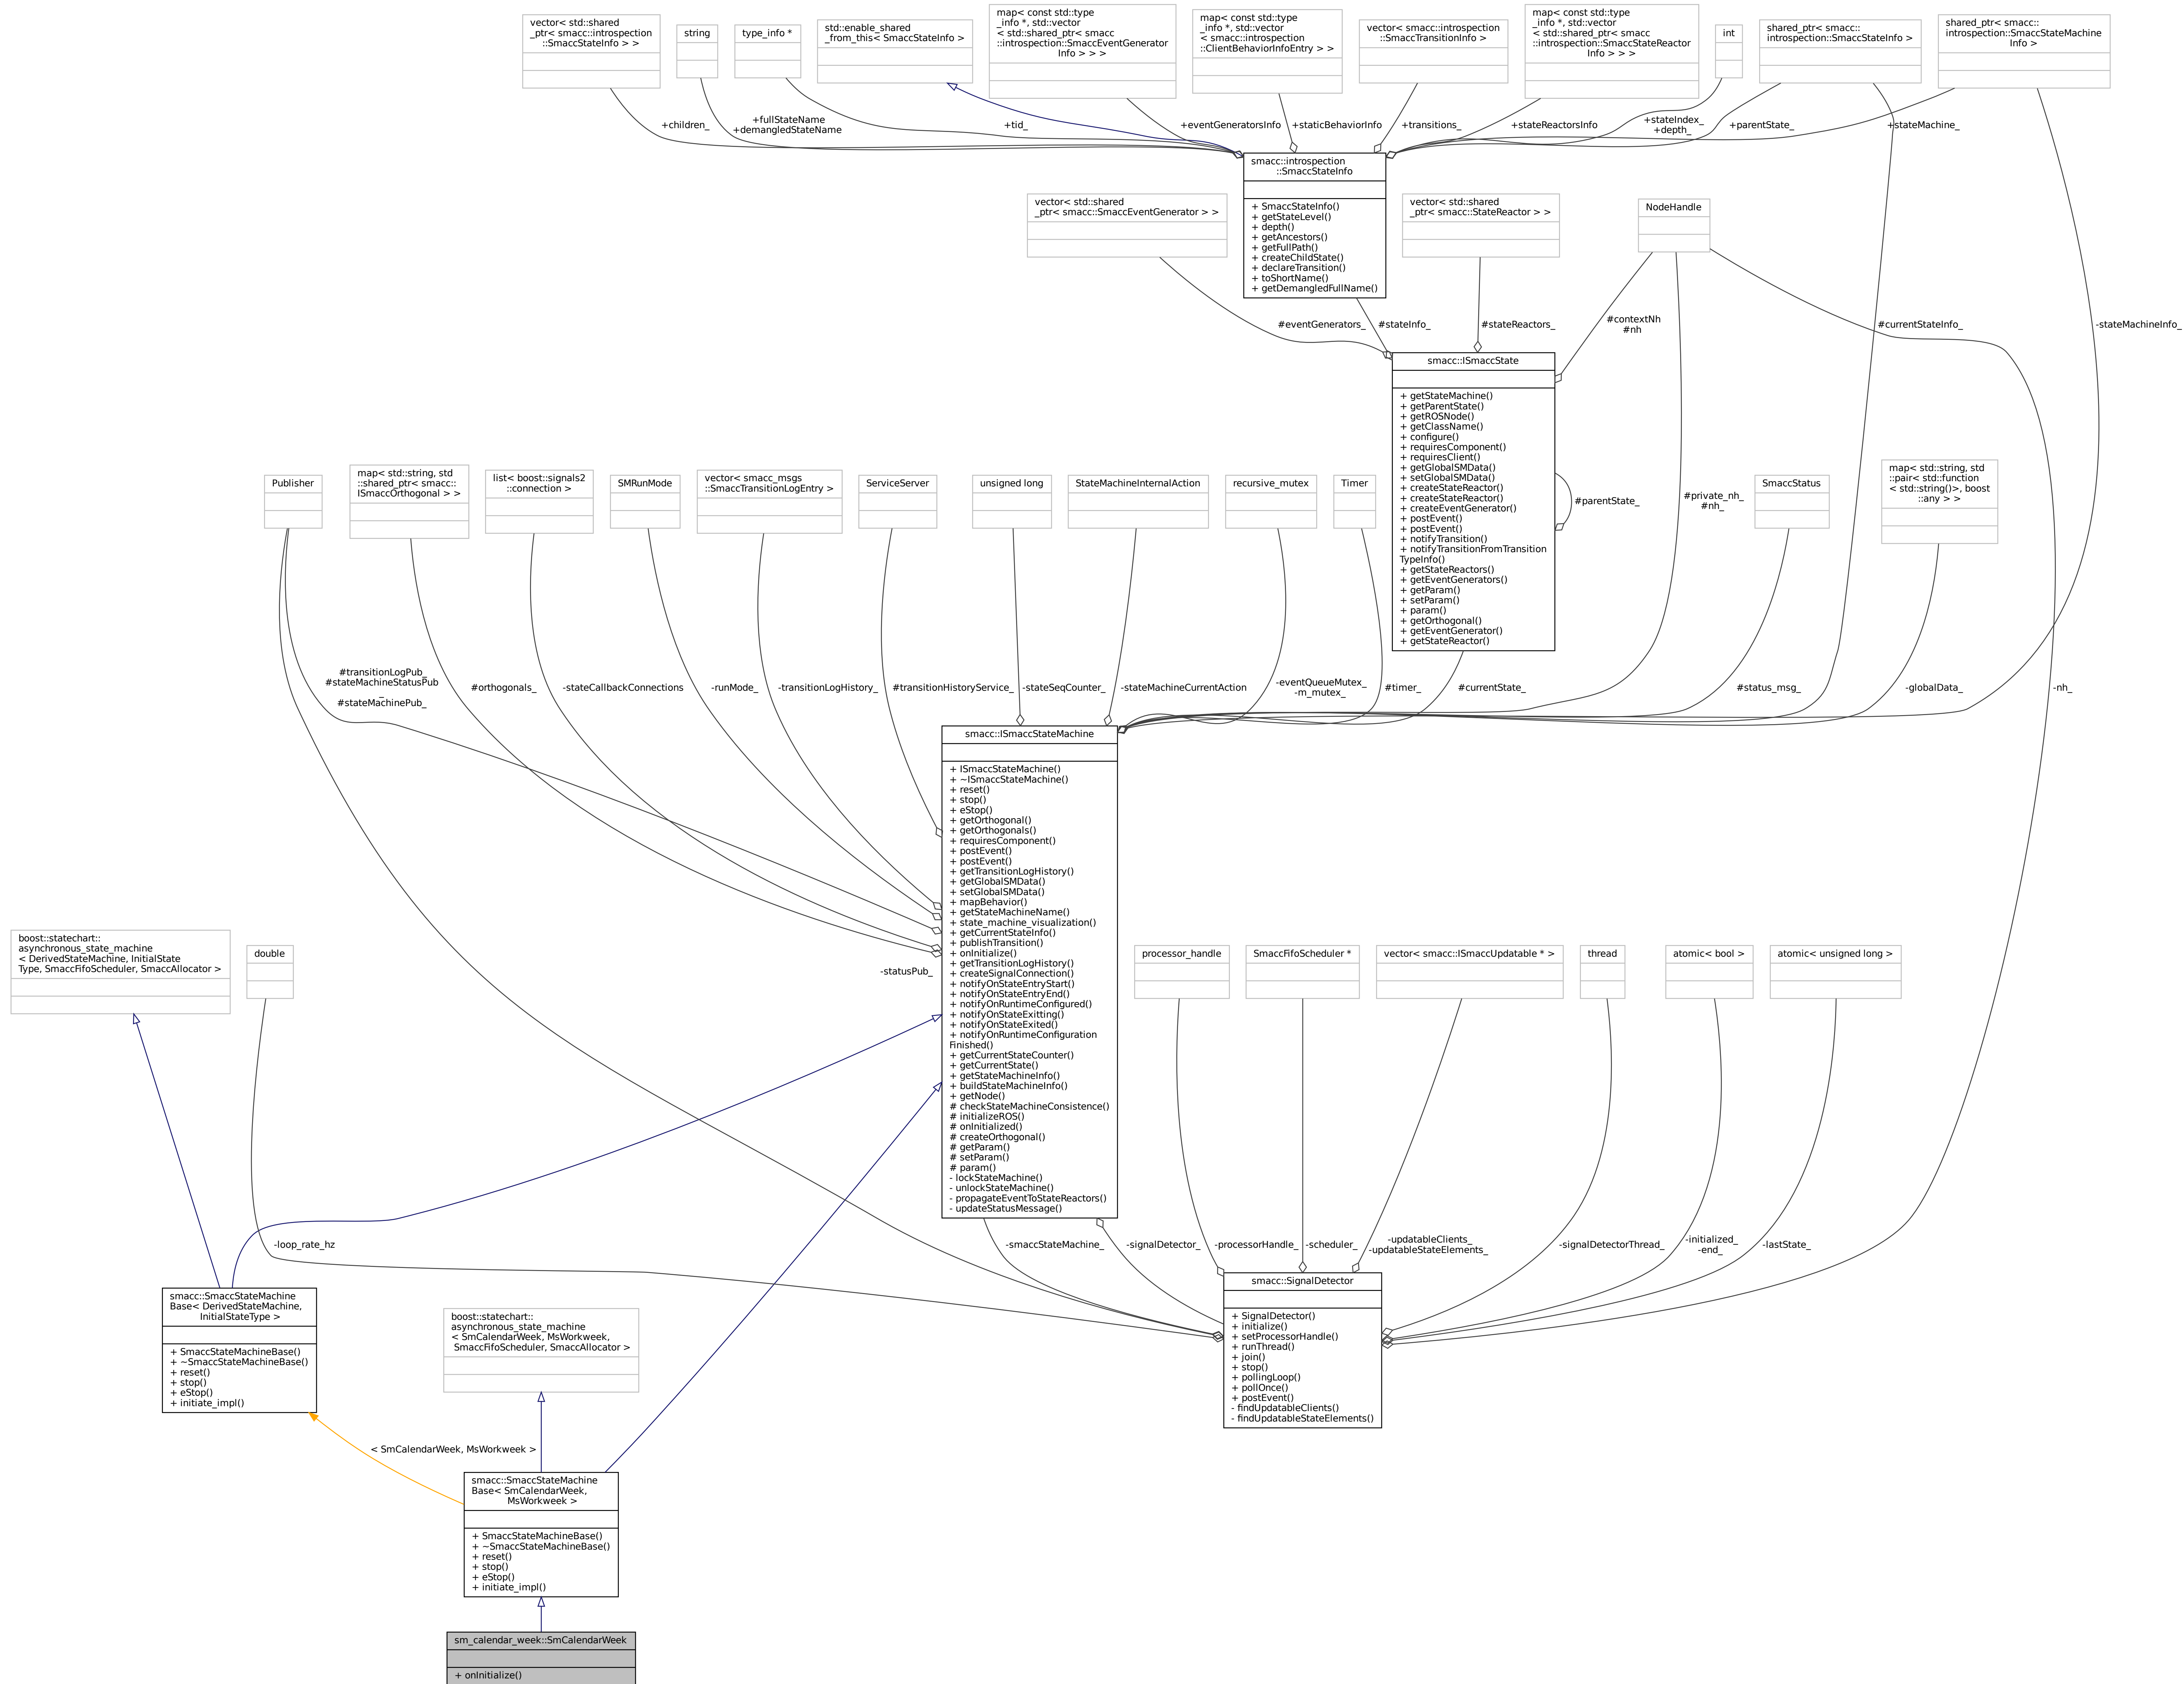 vector< std::shared
_ptr< smacc::introspection
::SmaccStateInfo > >
string
type_info *
std::enable_shared
_from_this< SmaccStateInfo >
map< const std::type
_info *, std::vector
< std::shared_ptr< smacc
::introspection::SmaccEventGenerator
Info > > >
map< const std::type
_info *, std::vector
< smacc::introspection
::ClientBehaviorInfoEntry > >
vector< smacc::introspection
::SmaccTransitionInfo >
map< const std::type
_info *, std::vector
< std::shared_ptr< smacc
::introspection::SmaccStateReactor
Info > > >
int
shared_ptr< smacc::
introspection::SmaccStateInfo >
shared_ptr< smacc::
introspection::SmaccStateMachine
Info >
+children_
+fullStateName
+demangledStateName
+tid_
+eventGeneratorsInfo
+staticBehaviorInfo
+transitions_
+stateReactorsInfo
+stateIndex_
+depth_
+parentState_
+stateMachine_
smacc::introspection
::SmaccStateInfo
+ SmaccStateInfo()
+ getStateLevel()
+ depth()
+ getAncestors()
+ getFullPath()
+ createChildState()
+ declareTransition()
+ toShortName()
+ getDemangledFullName()
vector< std::shared
_ptr< smacc::SmaccEventGenerator > >
vector< std::shared
_ptr< smacc::StateReactor > >
NodeHandle
#eventGenerators_
#stateInfo_
#stateReactors_
#contextNh
#nh
#currentStateInfo_
-stateMachineInfo_
smacc::ISmaccState
+ getStateMachine()
+ getParentState()
+ getROSNode()
+ getClassName()
+ configure()
+ requiresComponent()
+ requiresClient()
+ getGlobalSMData()
+ setGlobalSMData()
+ createStateReactor()
+ createStateReactor()
+ createEventGenerator()
+ postEvent()
+ postEvent()
+ notifyTransition()
+ notifyTransitionFromTransition
TypeInfo()
+ getStateReactors()
+ getEventGenerators()
+ getParam()
+ setParam()
+ param()
+ getOrthogonal()
+ getEventGenerator()
+ getStateReactor()
#parentState_
#private_nh_
#nh_
Publisher
map< std::string, std
::shared_ptr< smacc::
ISmaccOrthogonal > >
list< boost::signals2
::connection >
SMRunMode
vector< smacc_msgs
::SmaccTransitionLogEntry >
ServiceServer
unsigned long
StateMachineInternalAction
recursive_mutex
Timer
SmaccStatus
map< std::string, std
::pair< std::function
< std::string()>, boost
::any > >
#transitionLogPub_
#stateMachineStatusPub
_
#stateMachinePub_
#orthogonals_
-stateCallbackConnections
-runMode_
-transitionLogHistory_
#transitionHistoryService_
-stateSeqCounter_
-stateMachineCurrentAction
-eventQueueMutex_
-m_mutex_
#timer_
#currentState_
#status_msg_
-globalData_
-nh_
smacc::ISmaccStateMachine
+ ISmaccStateMachine()
+ ~ISmaccStateMachine()
+ reset()
+ stop()
+ eStop()
+ getOrthogonal()
+ getOrthogonals()
+ requiresComponent()
+ postEvent()
+ postEvent()
+ getTransitionLogHistory()
+ getGlobalSMData()
+ setGlobalSMData()
+ mapBehavior()
+ getStateMachineName()
+ state_machine_visualization()
+ getCurrentStateInfo()
+ publishTransition()
+ onInitialize()
+ getTransitionLogHistory()
+ createSignalConnection()
+ notifyOnStateEntryStart()
+ notifyOnStateEntryEnd()
+ notifyOnRuntimeConfigured()
+ notifyOnStateExitting()
+ notifyOnStateExited()
+ notifyOnRuntimeConfiguration
Finished()
+ getCurrentStateCounter()
+ getCurrentState()
+ getStateMachineInfo()
+ buildStateMachineInfo()
+ getNode()
# checkStateMachineConsistence()
# initializeROS()
# onInitialized()
# createOrthogonal()
# getParam()
# setParam()
# param()
- lockStateMachine()
- unlockStateMachine()
- propagateEventToStateReactors()
- updateStatusMessage()
boost::statechart::
asynchronous_state_machine
< DerivedStateMachine, InitialState
Type, SmaccFifoScheduler, SmaccAllocator >
double
-statusPub_
processor_handle
SmaccFifoScheduler *
vector< smacc::ISmaccUpdatable * >
thread
atomic< bool >
atomic< unsigned long >
-loop_rate_hz
-smaccStateMachine_
-signalDetector_
-processorHandle_
-scheduler_
-updatableClients_
-updatableStateElements_
-signalDetectorThread_
-initialized_
-end_
-lastState_
smacc::SmaccStateMachine
Base< DerivedStateMachine,
InitialStateType >
+ SmaccStateMachineBase()
+ ~SmaccStateMachineBase()
+ reset()
+ stop()
+ eStop()
+ initiate_impl()
boost::statechart::
asynchronous_state_machine
< SmCalendarWeek, MsWorkweek,
SmaccFifoScheduler, SmaccAllocator >
smacc::SignalDetector
+ SignalDetector()
+ initialize()
+ setProcessorHandle()
+ runThread()
+ join()
+ stop()
+ pollingLoop()
+ pollOnce()
+ postEvent()
- findUpdatableClients()
- findUpdatableStateElements()
< SmCalendarWeek, MsWorkweek >
smacc::SmaccStateMachine
Base< SmCalendarWeek,
MsWorkweek >
+ SmaccStateMachineBase()
+ ~SmaccStateMachineBase()
+ reset()
+ stop()
+ eStop()
+ initiate_impl()
sm_calendar_week::SmCalendarWeek
+ onInitialize()